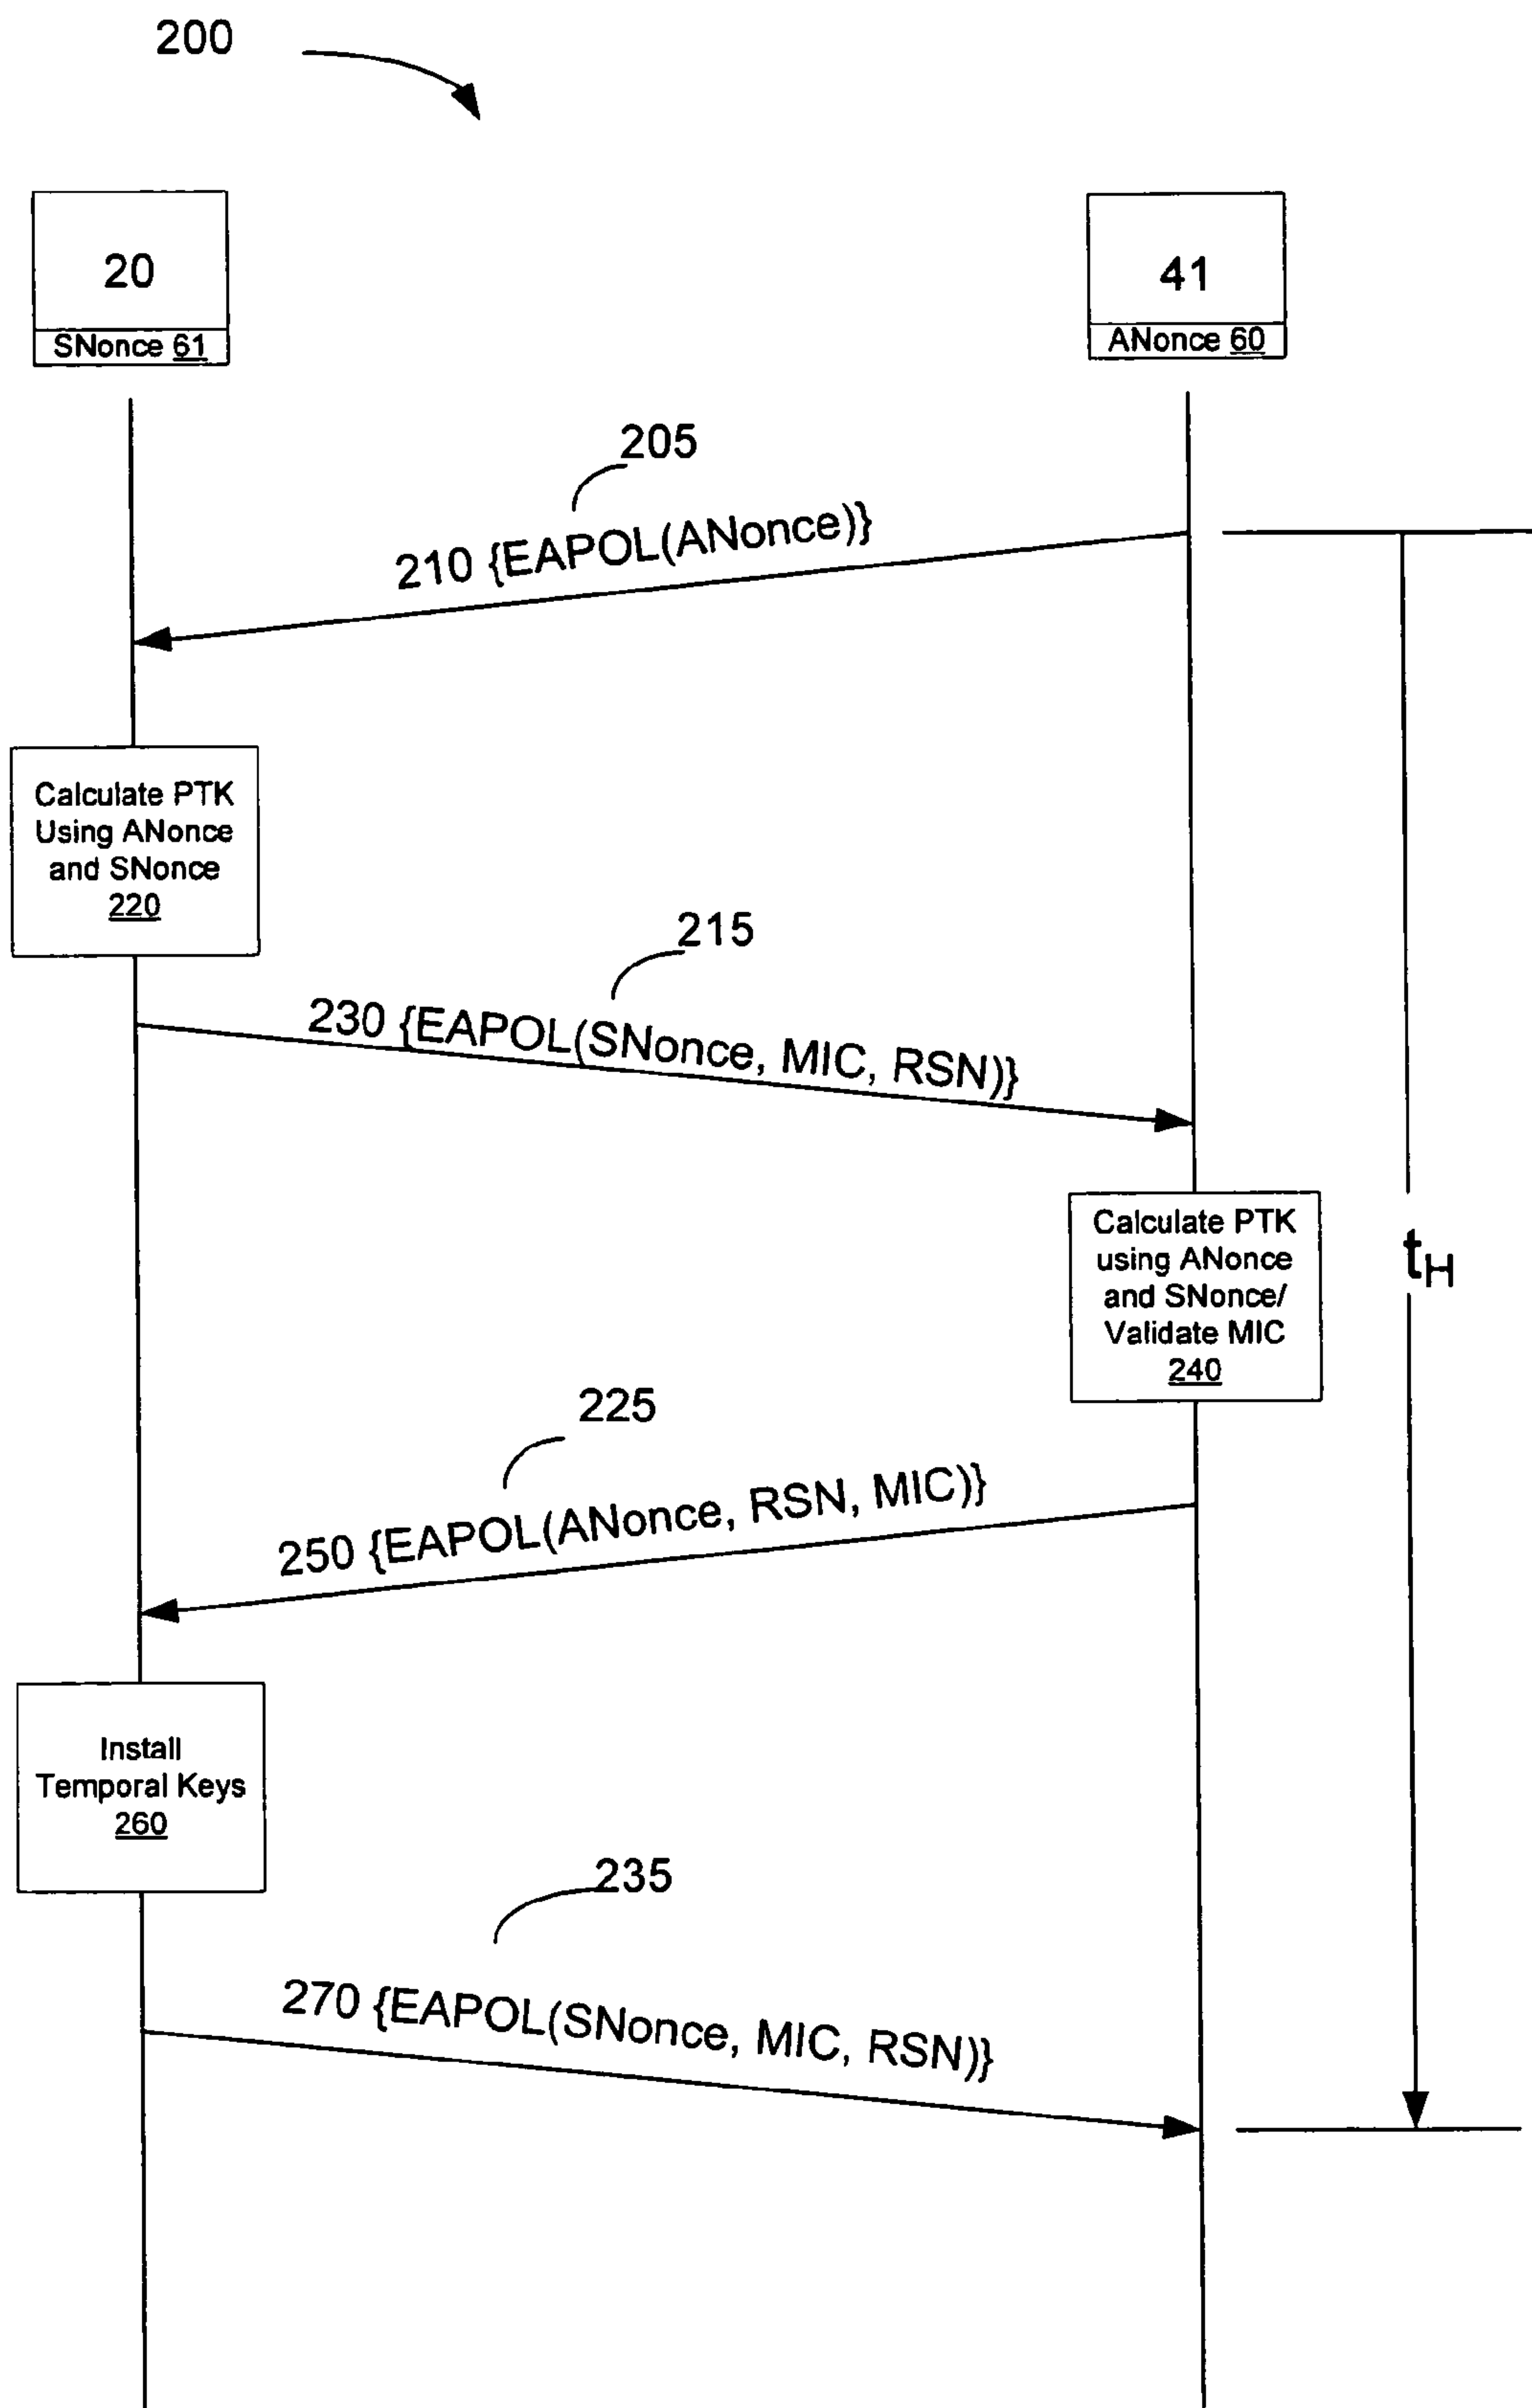 200
20
SNonce 61
41
ANonce 60
205
210 {EAPOL(ANonce)}
Calculate PTK
Using ANonce
and SNonce
220
215
230 {EAPOL(SNonce, MIC, RSN)}
Calculate PTK
using ANonce
and SNonce/
Validate MIC
240
tH
225
250 {EAPOL(ANonce, RSN, MIC)}
Install
Temporal Keys
260
235
270 {EAPOL(SNonce, MIC, RSN)}